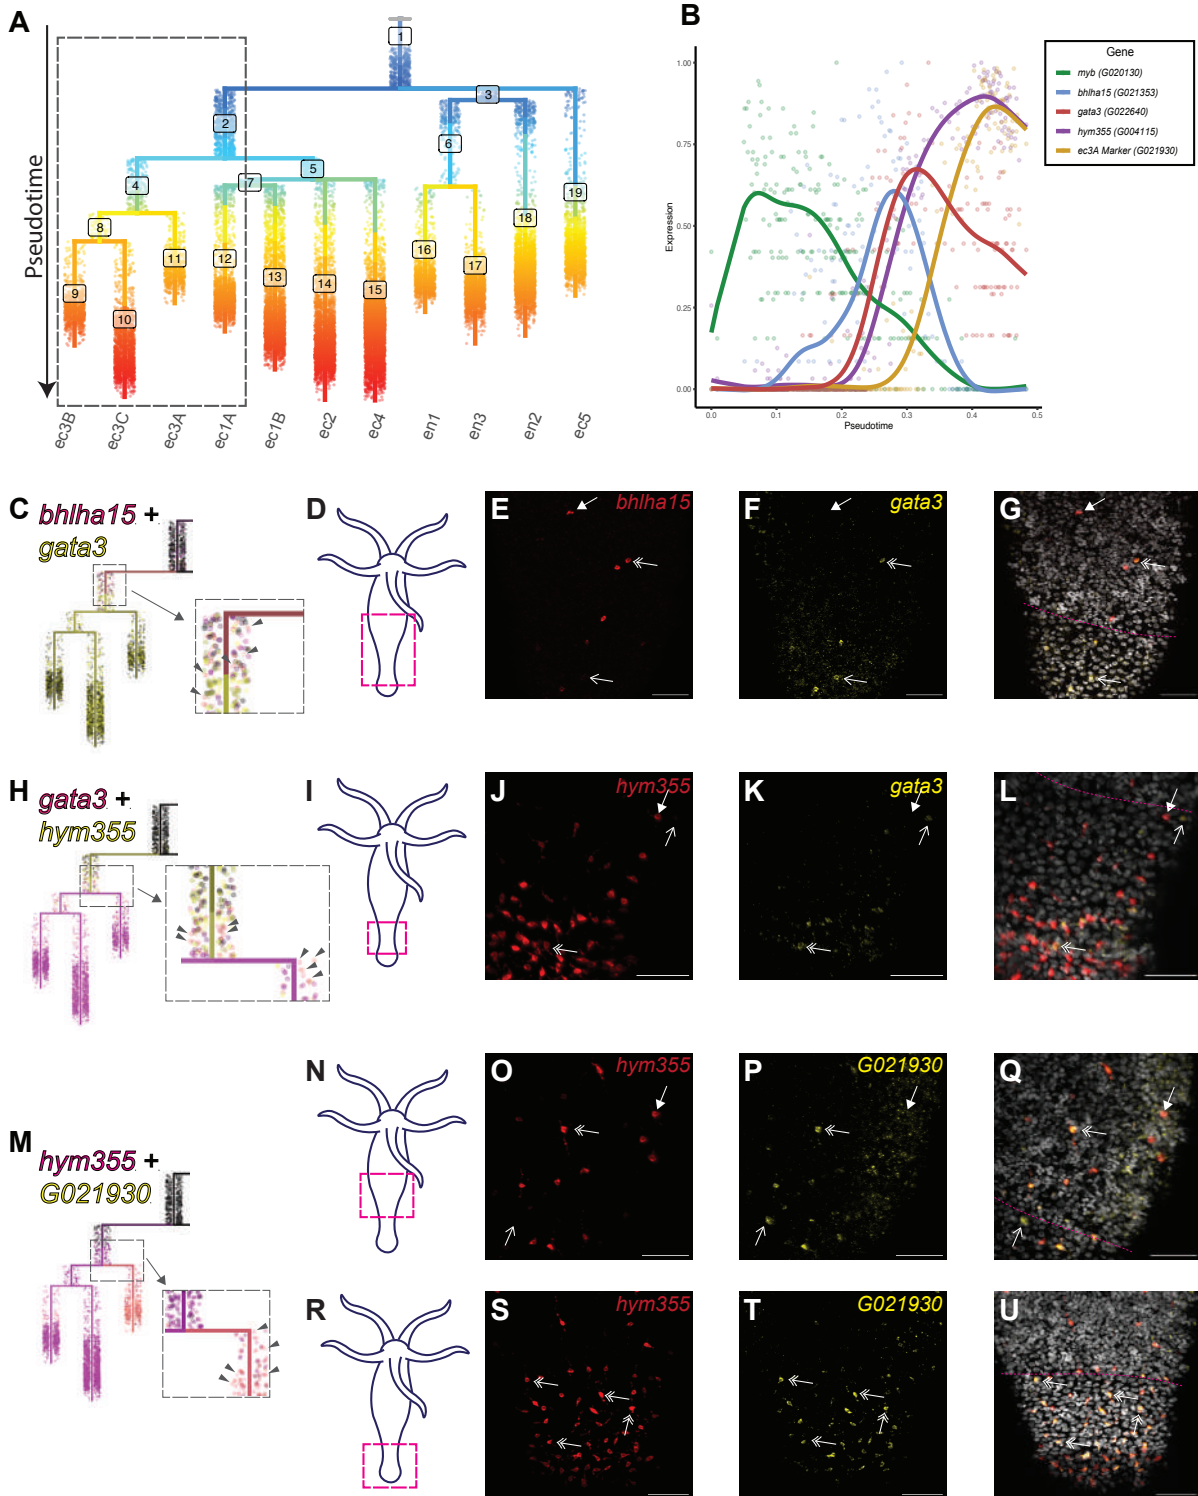 A
Pseudotime
1
3
2
6
5
4
7
19
8
18
16
11
12
17
13
14
15
9
10
ec3B
ec3C
ec3A
ec1A
ec1B
ec2
ec4
en1
en3
en2
ec5
B
Gene
myb (G020130)
bhlha15 (G021353)
gata3 (G022640)
hym355 (G004115)
ec3A Marker (G021930)
Expression
1.00
0.75
0.50
0.25
0.00
0.0 0.1 0.2 0.3 0.4 0.5
Pseudotime
C
bhlha15 +
gata3
D
E
bhlha15
F
gata3
G
H
gata3 +
hym355
I
J
hym355
K
gata3
L
M
hym355 +
G021930
N
O
hym355
P
G021930
Q
R
S
hym355
T
G021930
U